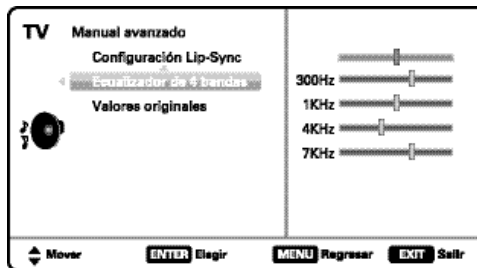 TV Manual avanzado
Configuración Lip-Sync
Ecualizador de 4 bandas
Valores originales
300Hz
1KHz
4KHz
7KHz
Mover ENTER Elegir MENU Regresar EXIT Salir